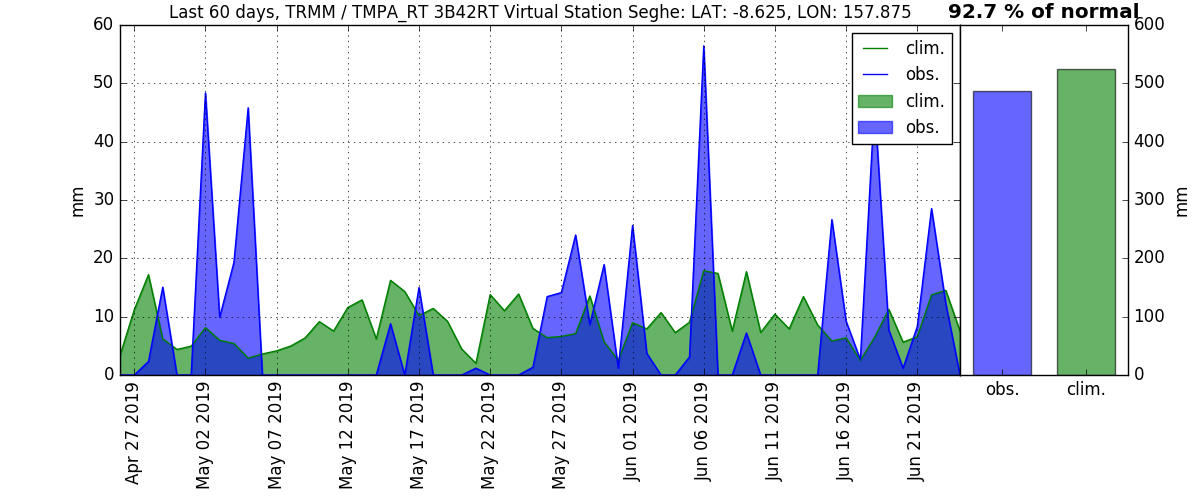 Last 60 days, TRMM / TMPA_RT 3B42RT Virtual Station Seghe: LAT: -8.625, LON: 157.875
92.7 % of normal
60
50
40
30
20
10
0
mm
clim.
obs.
clim.
obs.
600
500
400
300
200
100
0
mm
Apr 27 2019
May 02 2019
May 07 2019
May 12 2019
May 17 2019
May 22 2019
May 27 2019
Jun 01 2019
Jun 06 2019
Jun 11 2019
Jun 16 2019
Jun 21 2019
obs.
clim.